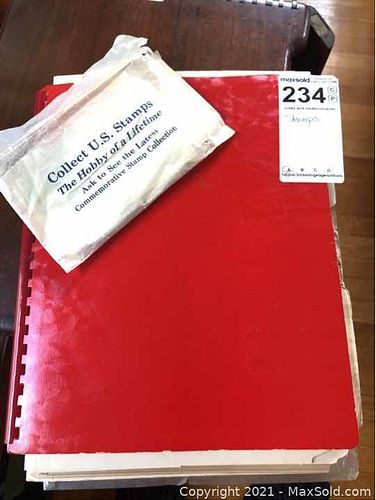 Collect U.S. Stamps
The Hobby of a Lifetime
Ask to See the Latest
Commemorative Stamp Collection
maxsold
234
C
P
Stamps
A B C D
Copyright 2021 - MaxSold.com